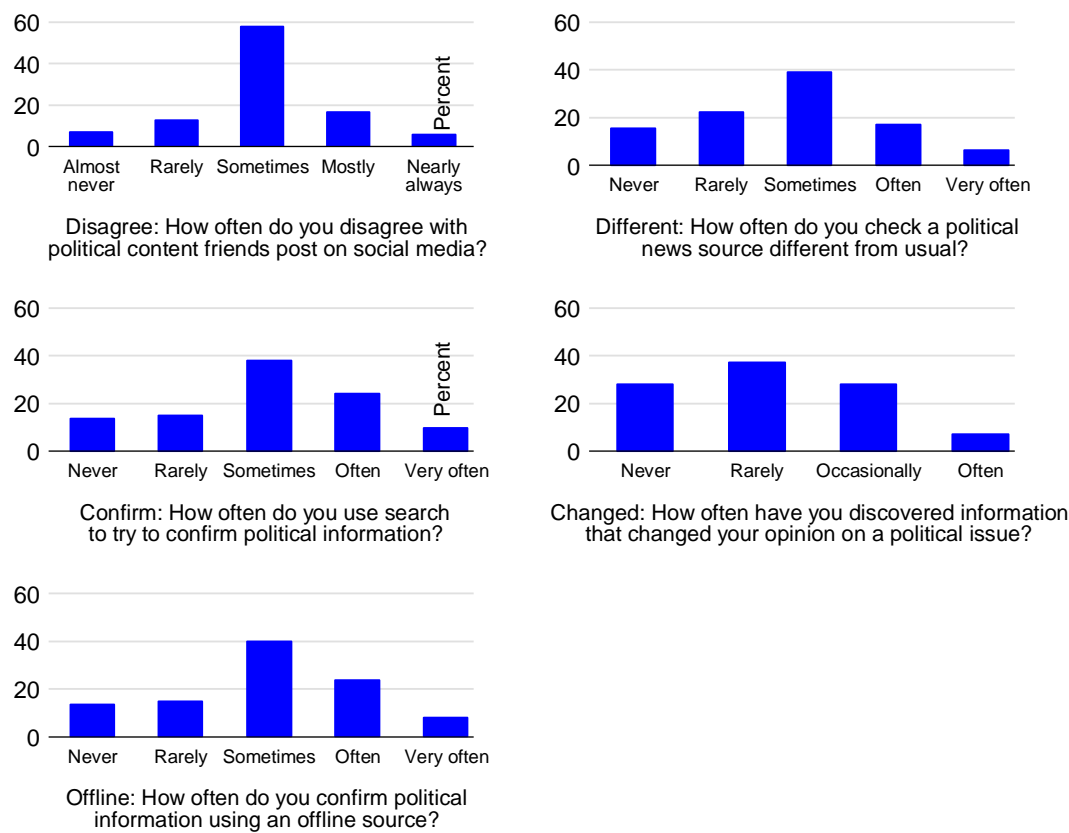 60
40
20
0
Percent
Almost never Rarely Sometimes Mostly Nearly always
Disagree: How often do you disagree with
political content friends post on social media?
60
40
20
0
Never Rarely Sometimes Often Very often
Different: How often do you check a political
news source different from usual?
60
40
20
0
Percent
Never Rarely Sometimes Often Very often
Confirm: How often do you use search
to try to confirm political information?
60
40
20
0
Never Rarely Occasionally Often
Changed: How often have you discovered information
that changed your opinion on a political issue?
60
40
20
0
Never Rarely Sometimes Often Very often
Offline: How often do you confirm political
information using an offline source?